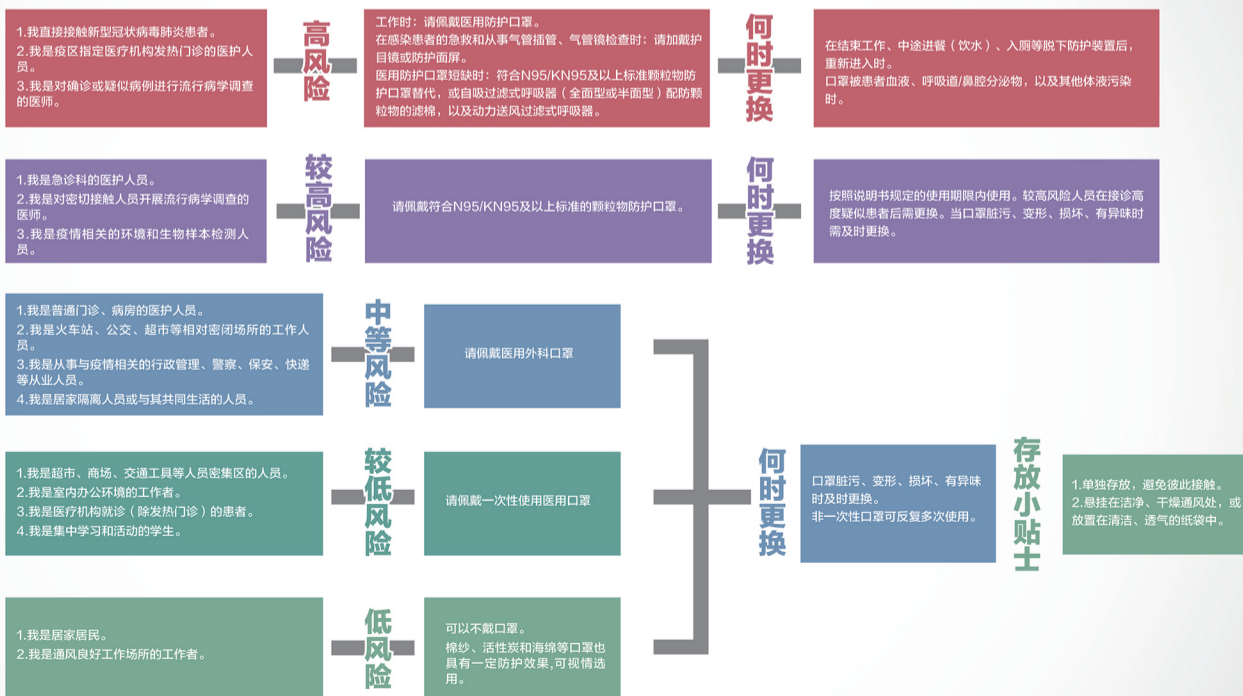 1.我直接接触新型冠状病毒肺炎患者。
2.我是疫区指定医疗机构发热门诊的医护人
员。
3.我是对确诊或疑似病例进行流行病学调查
的医师。
高风险
工作时：请佩戴医用防护口罩。
在感染患者的急救和从事气管插管、气管镜检查时：请加戴护
目镜或防护面屏。
医用防护口罩短缺时：符合N95/KN95及以上标准颗粒物防
护口罩替代，或自吸过滤式呼吸器（全面型或半面型）配防颗
粒物的滤棉，以及动力送风过滤式呼吸器。
何时更换
在结束工作、中途进餐（饮水）、入厕等脱下防护装置后，
重新进入时。
口罩被患者血液、呼吸道/鼻腔分泌物，以及其他体液污染
时。
1.我是急诊科的医护人员。
2.我是对密切接触人员开展流行病学调查的
医师。
3.我是疫情相关的环境和生物样本检测人
员。
较高风险
请佩戴符合N95/KN95及以上标准的颗粒物防护口罩。
何时更换
按照说明书规定的使用期限内使用。较高风险人员在接诊高
度疑似患者后需更换。当口罩脏污、变形、损坏、有异味时
需及时更换。
1.我是普通门诊、病房的医护人员。
2.我是火车站、公交、超市等相对密闭场所的工作人
员。
3.我是从事与疫情相关的行政管理、警察、保安、快递
等从业人员。
4.我是居家隔离人员或与其共同生活的人员。
中等风险
请佩戴医用外科口罩
1.我是超市、商场、交通工具等人员密集区的人员。
2.我是室内办公环境的工作者。
3.我是医疗机构就诊（除发热门诊）的患者。
4.我是集中学习和活动的学生。
较低风险
请佩戴一次性使用医用口罩
1.我是居家居民。
2.我是通风良好工作场所的工作者。
低风险
可以不戴口罩。
棉纱、活性炭和海绵等口罩也
具有一定防护效果,可视情选
用。
何时更换
口罩脏污、变形、损坏、有异味
时及时更换。
非一次性口罩可反复多次使用。
存放小贴士
1.单独存放，避免彼此接触。
2.悬挂在洁净、干燥通风处，或
放置在清洁、透气的纸袋中。